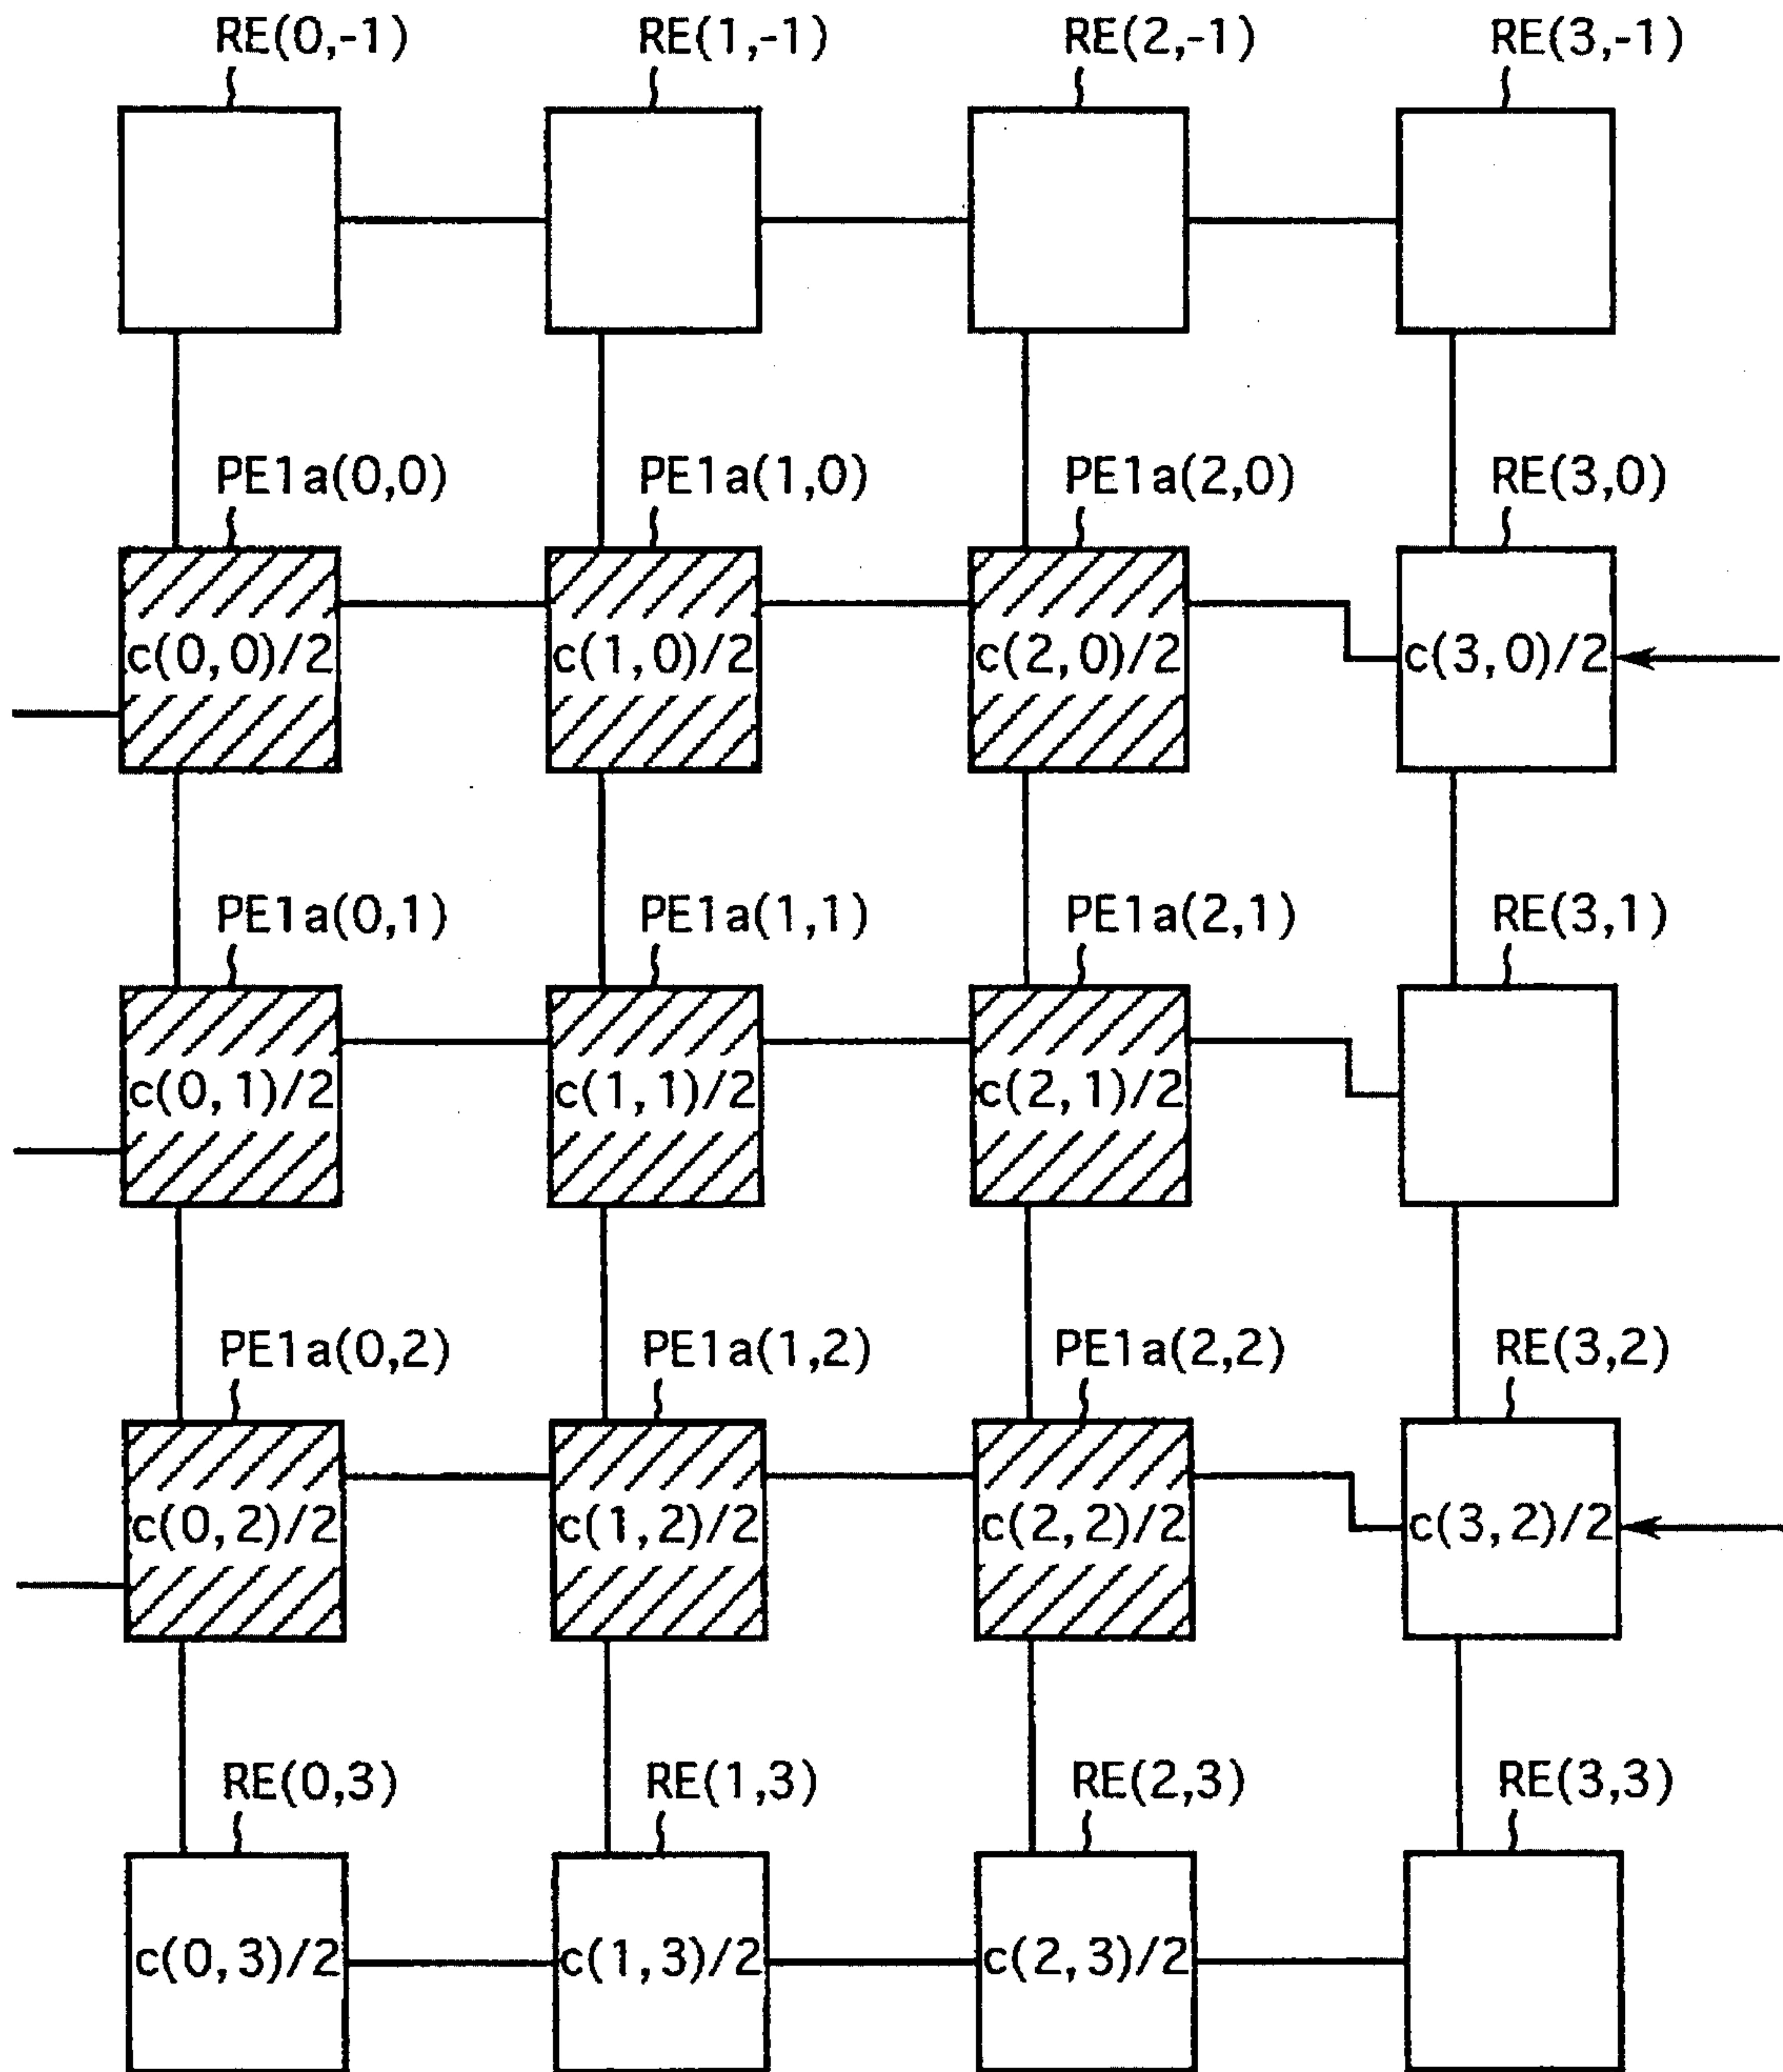 RE(0,-1) RE(1,-1) RE(2,-1) RE(3,-1)
PE1a(0,0) PE1a(1,0) PE1a(2,0) RE(3,0)
c(0,0)/2 c(1,0)/2 c(2,0)/2 c(3,0)/2
PE1a(0,1) PE1a(1,1) PE1a(2,1) RE(3,1)
c(0,1)/2 c(1,1)/2 c(2,1)/2
PE1a(0,2) PE1a(1,2) PE1a(2,2) RE(3,2)
c(0,2)/2 c(1,2)/2 c(2,2)/2 c(3,2)/2
RE(0,3) RE(1,3) RE(2,3) RE(3,3)
c(0,3)/2 c(1,3)/2 c(2,3)/2